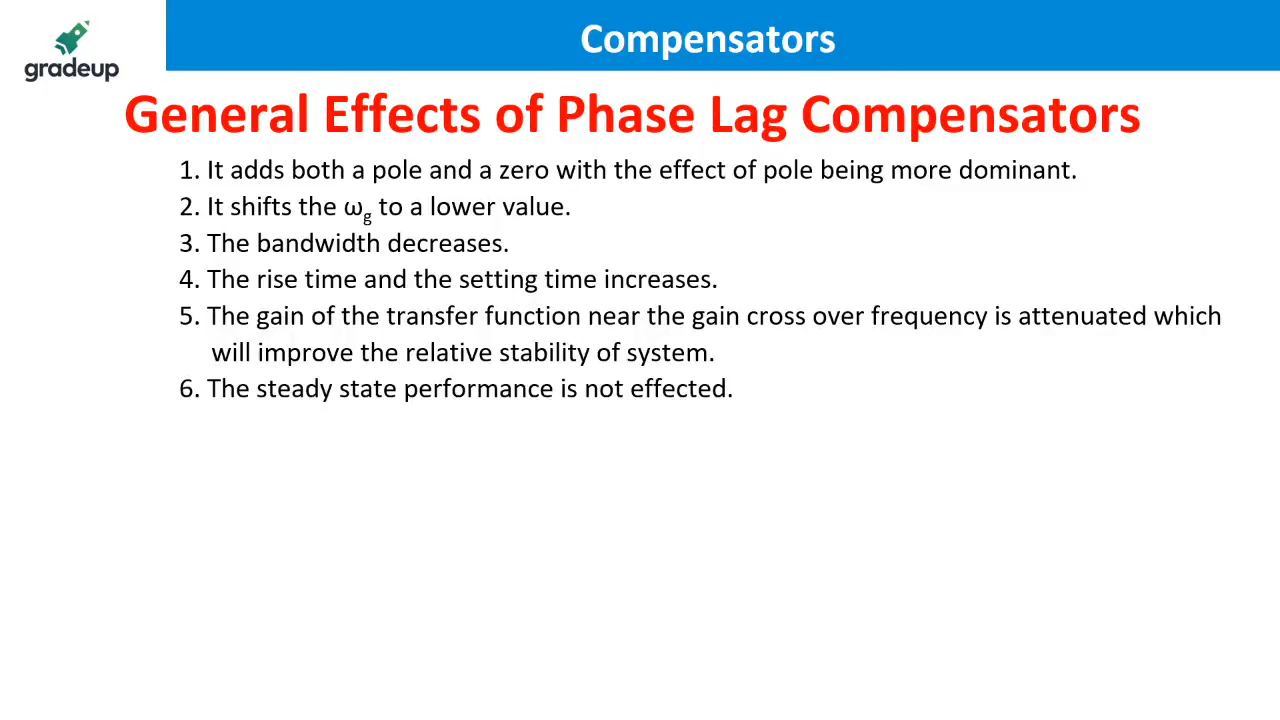 gradeup
Compensators
General Effects of Phase Lag Compensators
1. It adds both a pole and a zero with the effect of pole being more dominant.
2. It shifts the ωg to a lower value.
3. The bandwidth decreases.
4. The rise time and the setting time increases.
5. The gain of the transfer function near the gain cross over frequency is attenuated which
will improve the relative stability of system.
6. The steady state performance is not effected.